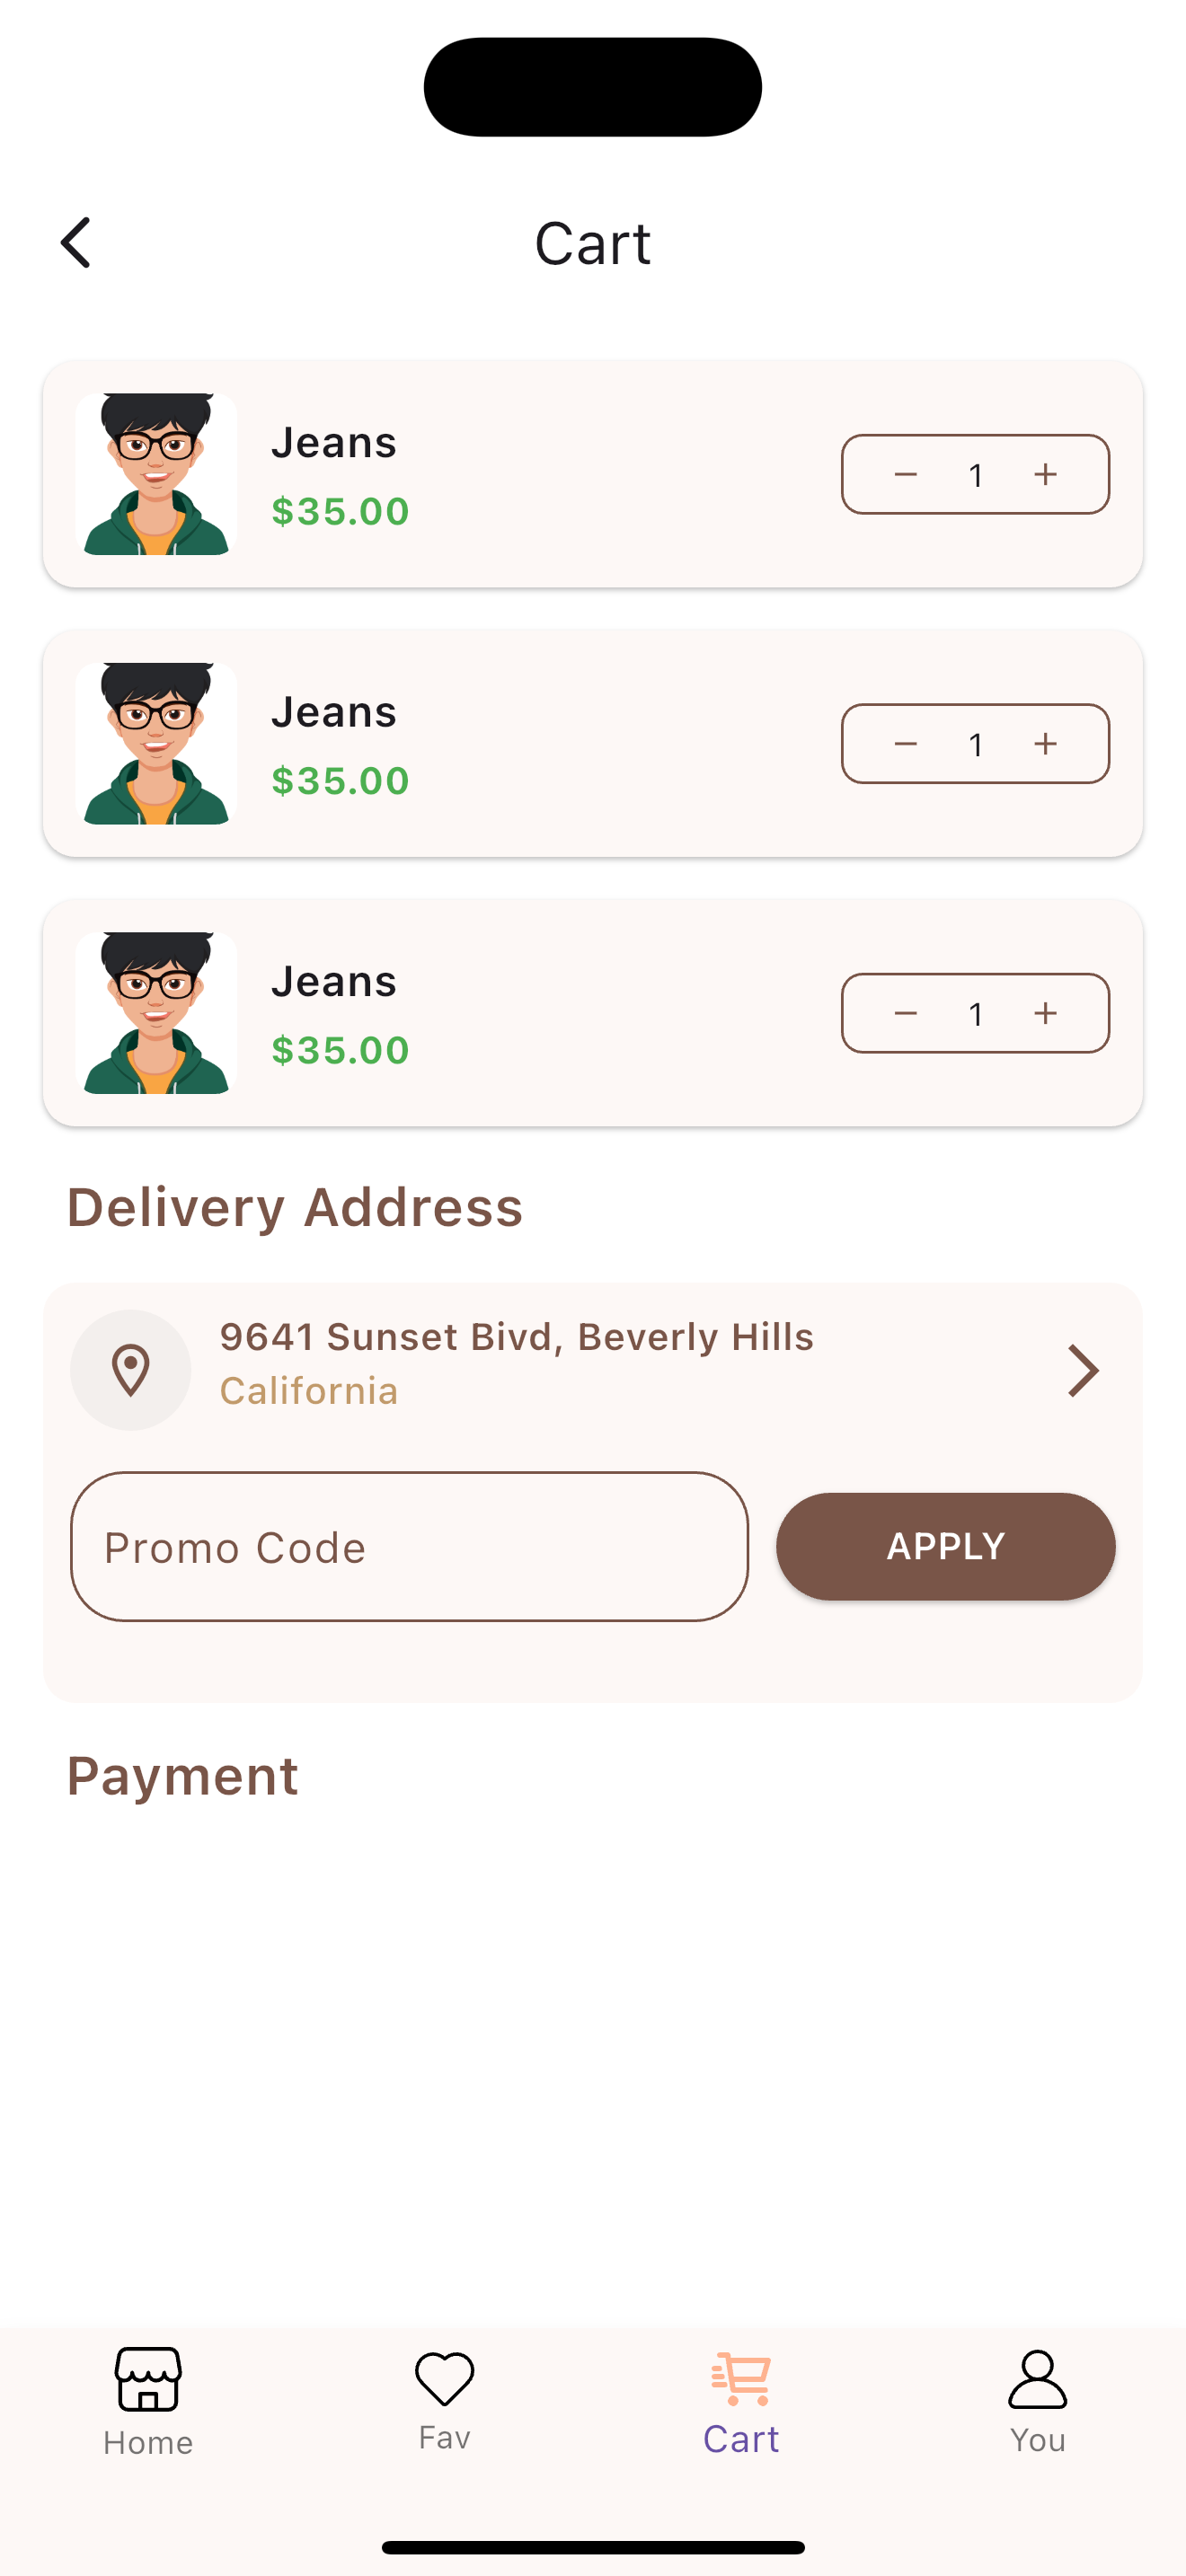 Cart
Jeans
$35.00
− 1 +
Jeans
$35.00
− 1 +
Jeans
$35.00
− 1 +
Delivery Address
9641 Sunset Bivd, Beverly Hills
California
Promo Code
APPLY
Payment
Home
Fav
Cart
You